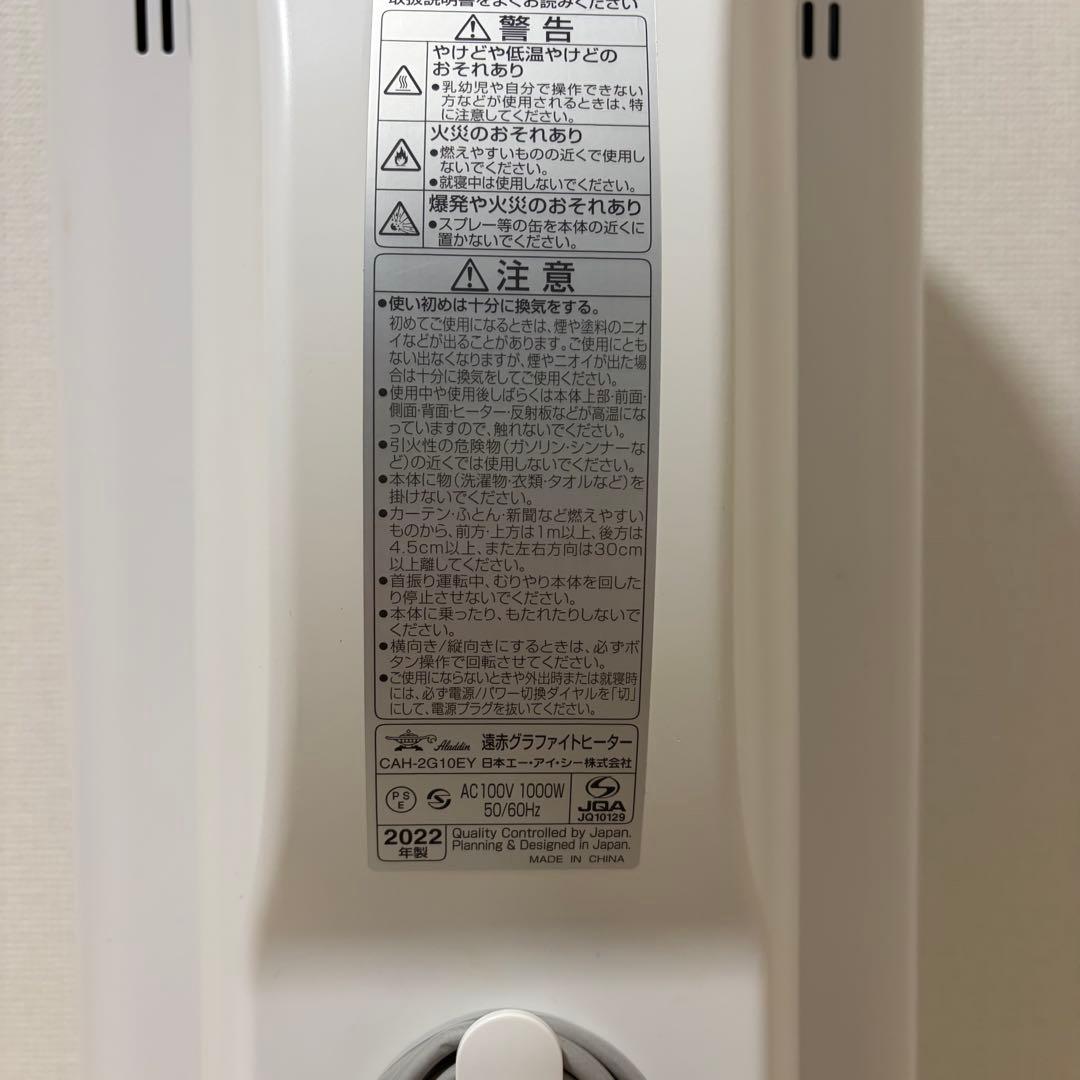 取扱説明書をよくお読みください
警告
やけどや低温やけどの
おそれあり
●乳幼児や自分で操作できない
方などが使用されるときは、特
に注意してください。
火災のおそれあり
●燃えやすいものの近くで使用し
ないでください。
●就寝中は使用しないでください。
爆発や火災のおそれあり
●スプレー等の缶を本体の近くに
置かないでください。
注意
●使い初めは十分に換気をする。
初めてご使用になるときは、煙や塗料のニオ
イなどが出ることがあります。ご使用にとも
ない出なくなりますが、煙やニオイが出た場
合は十分に換気をしてご使用ください。
●使用中や使用後しばらくは本体上部・前面・
側面・背面・ヒーター・反射板などが高温にな
っていますので、触れないでください。
●引火性の危険物(ガソリン・シンナーな
ど)の近くでは使用しないでください。
●本体に物(洗濯物・衣類・タオルなど)を
掛けないでください。
●カーテン・ふとん・新聞など燃えやすい
ものから、前方・上方は1m以上、後方は
4.5cm以上、また左右方向は30cm
以上離してください。
●首振り運転中、むりやり本体を回した
り停止させないでください。
●本体に乗ったり、もたれたりしないで
ください。
●横向き/縦向きにするときは、必ずボ
タン操作で回転させてください。
●ご使用にならないときや外出時または就寝時
には、必ず電源/パワー切換ダイヤルを「切」
にして、電源プラグを抜いてください。
Aladdin 遠赤グラファイトヒーター
CAH-2G10EY 日本エー・アイ・シー株式会社
PSE AC100V 1000W
50/60Hz
JQA
JQ10129
2022
年製
Quality Controlled by Japan.
Planning & Designed in Japan.
MADE IN CHINA